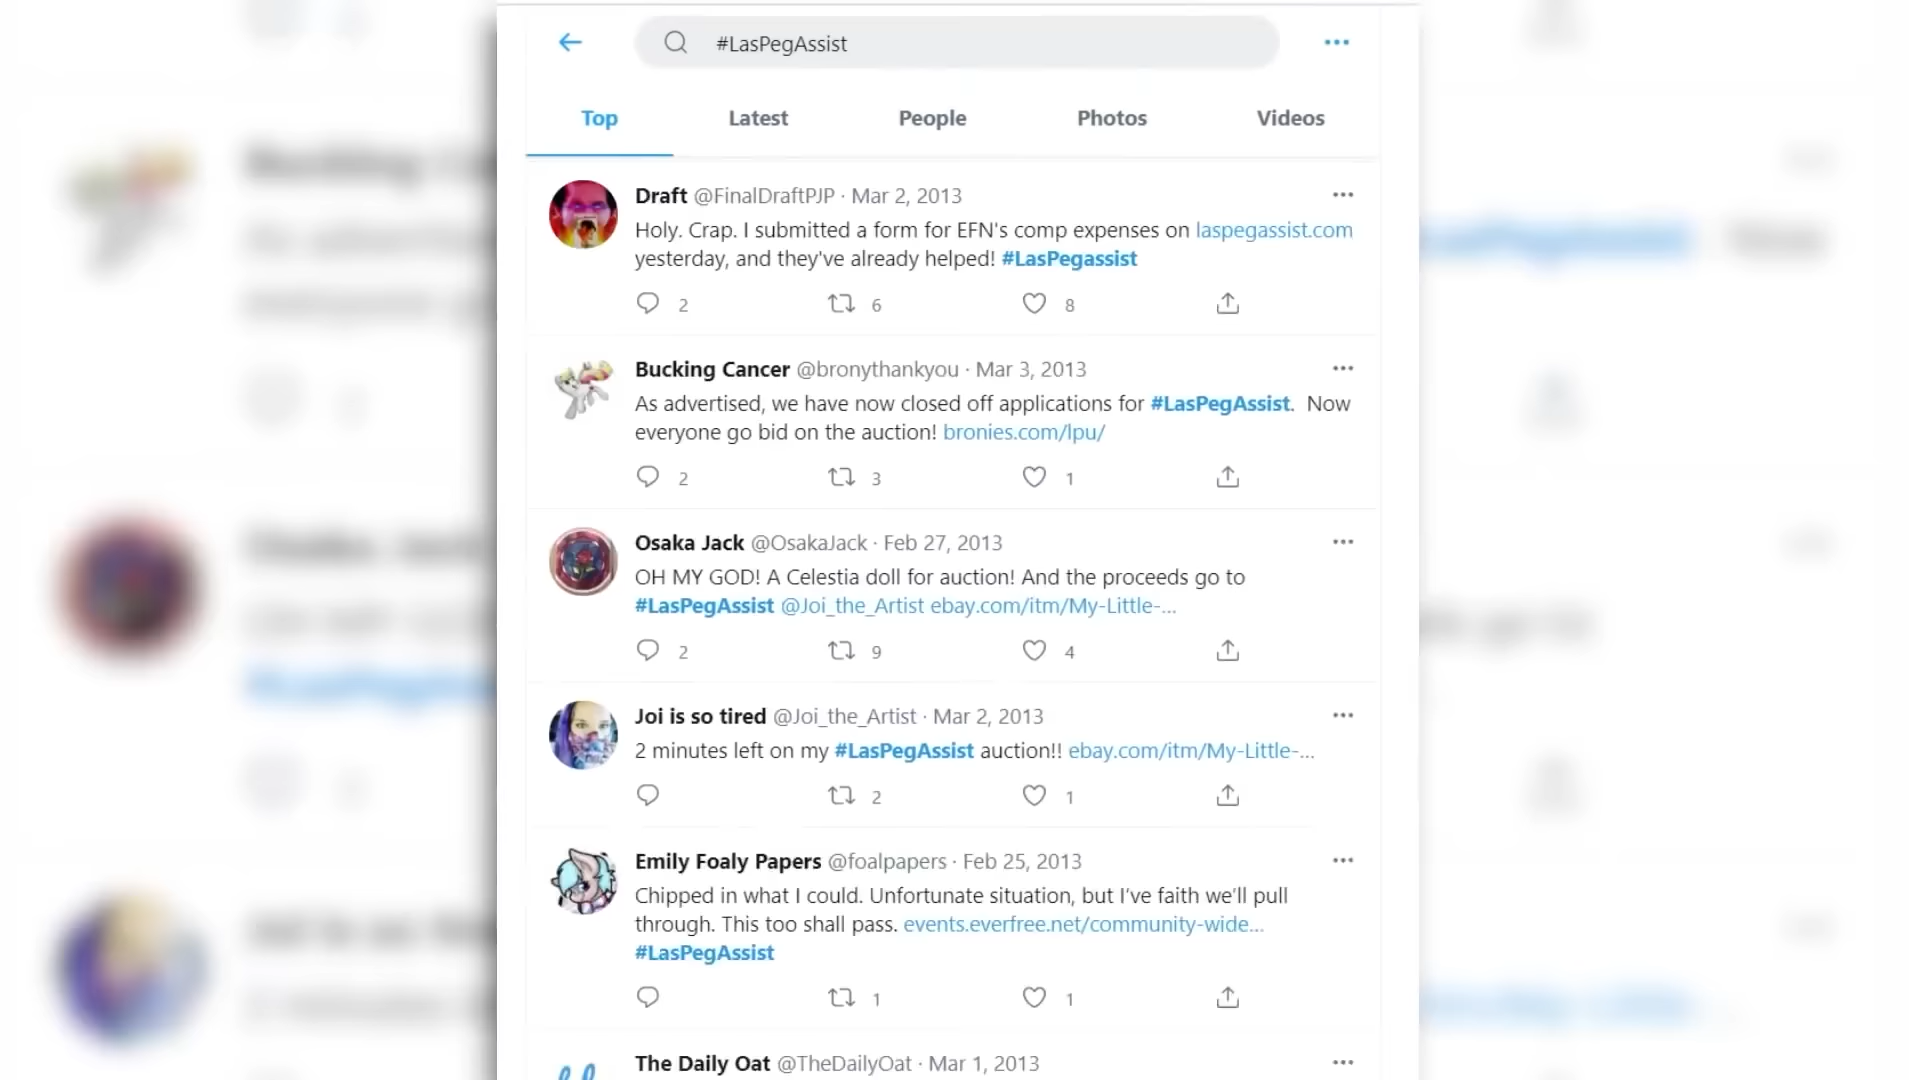 #LasPegAssist
Top Latest People Photos Videos
Draft @FinalDraftPJP · Mar 2, 2013
Holy. Crap. I submitted a form for EFN's comp expenses on laspegassist.com
yesterday, and they've already helped! #LasPegassist
2 6 8
Bucking Cancer @bronythankyou · Mar 3, 2013
As advertised, we have now closed off applications for #LasPegAssist. Now
everyone go bid on the auction! bronies.com/lpu/
2 3 1
Osaka Jack @OsakaJack · Feb 27, 2013
OH MY GOD! A Celestia doll for auction! And the proceeds go to
#LasPegAssist @Joi_the_Artist ebay.com/itm/My-Little-...
2 9 4
Joi is so tired @Joi_the_Artist · Mar 2, 2013
2 minutes left on my #LasPegAssist auction!! ebay.com/itm/My-Little-...
2 1
Emily Foaly Papers @foalpapers · Feb 25, 2013
Chipped in what I could. Unfortunate situation, but I've faith we'll pull
through. This too shall pass. events.everfree.net/community-wide...
#LasPegAssist
1 1
The Daily Oat @TheDailyOat · Mar 1, 2013